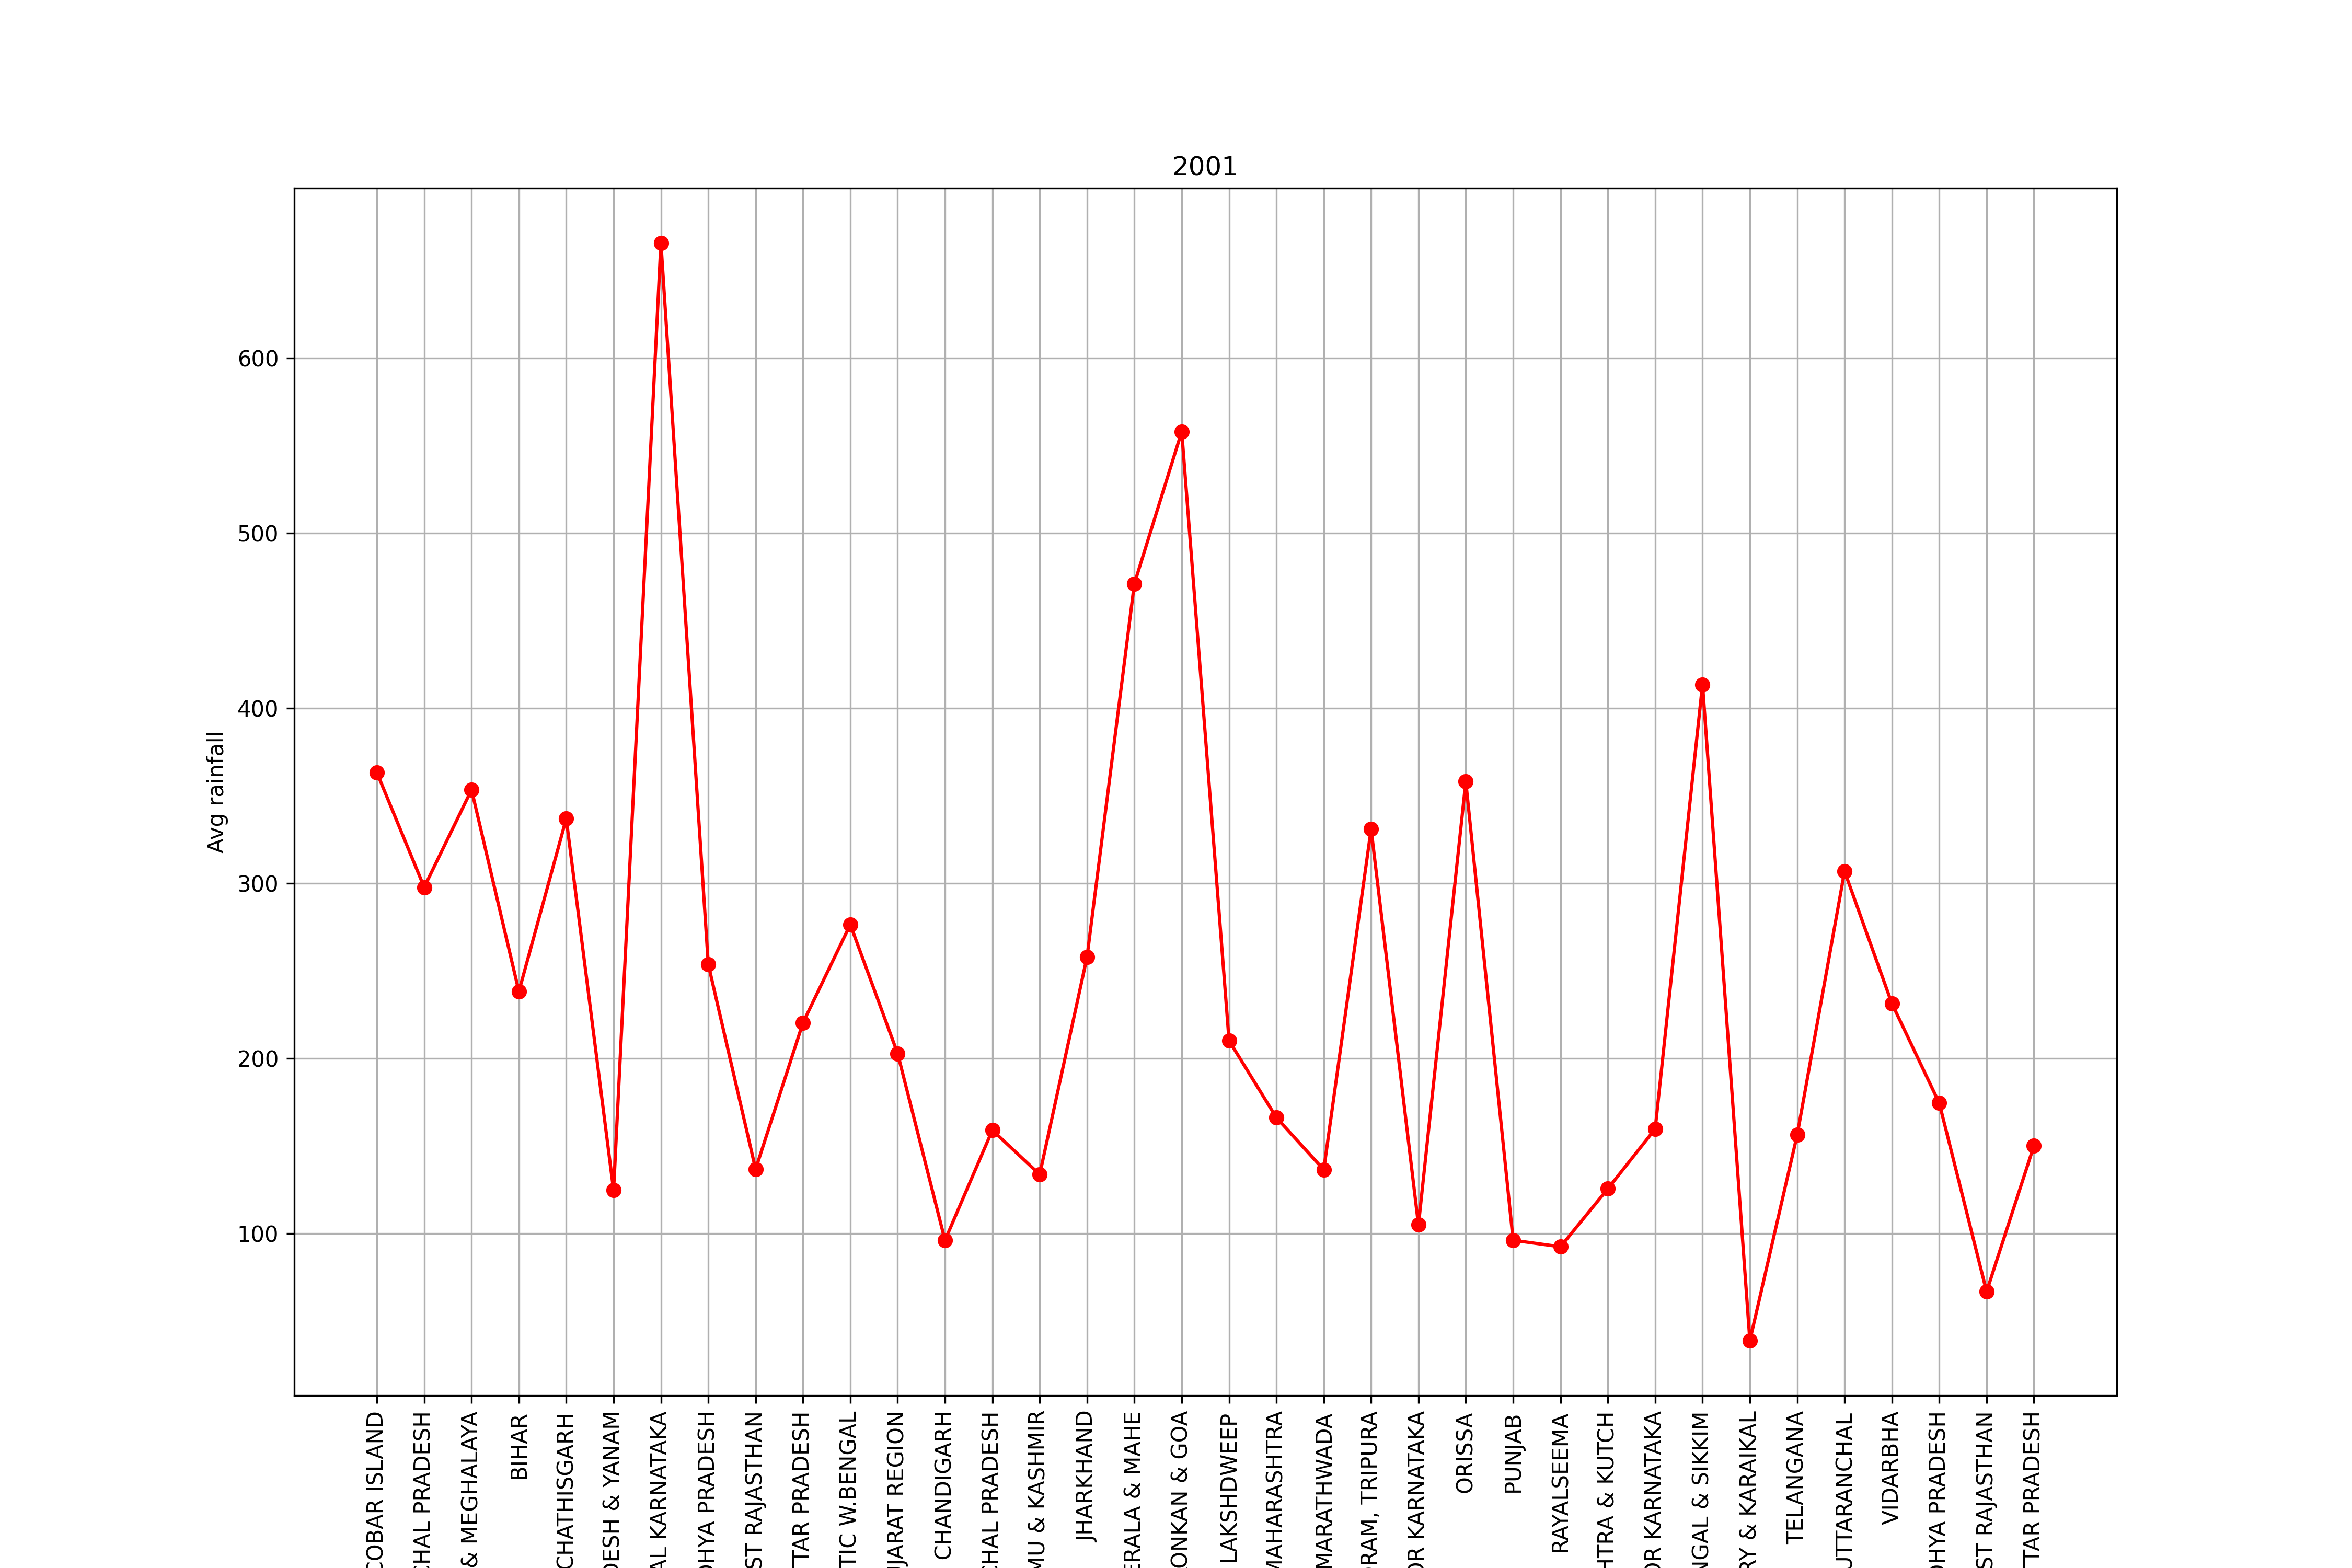 2001
Avg rainfall
600
500
400
300
200
100
COBAR ISLAND
CHAL PRADESH
& MEGHALAYA
BIHAR
CHATHISGARH
DESH & YANAM
AL KARNATAKA
DHYA PRADESH
ST RAJASTHAN
TTAR PRADESH
TIC W.BENGAL
JARAT REGION
CHANDIGARH
CHAL PRADESH
MU & KASHMIR
JHARKHAND
ERALA & MAHE
ONKAN & GOA
LAKSHDWEEP
MAHARASHTRA
MARATHWADA
RAM, TRIPURA
OR KARNATAKA
ORISSA
PUNJAB
RAYALSEEMA
HTRA & KUTCH
OR KARNATAKA
NGAL & SIKKIM
RY & KARAIKAL
TELANGANA
UTTARANCHAL
VIDARBHA
DHYA PRADESH
ST RAJASTHAN
TTAR PRADESH